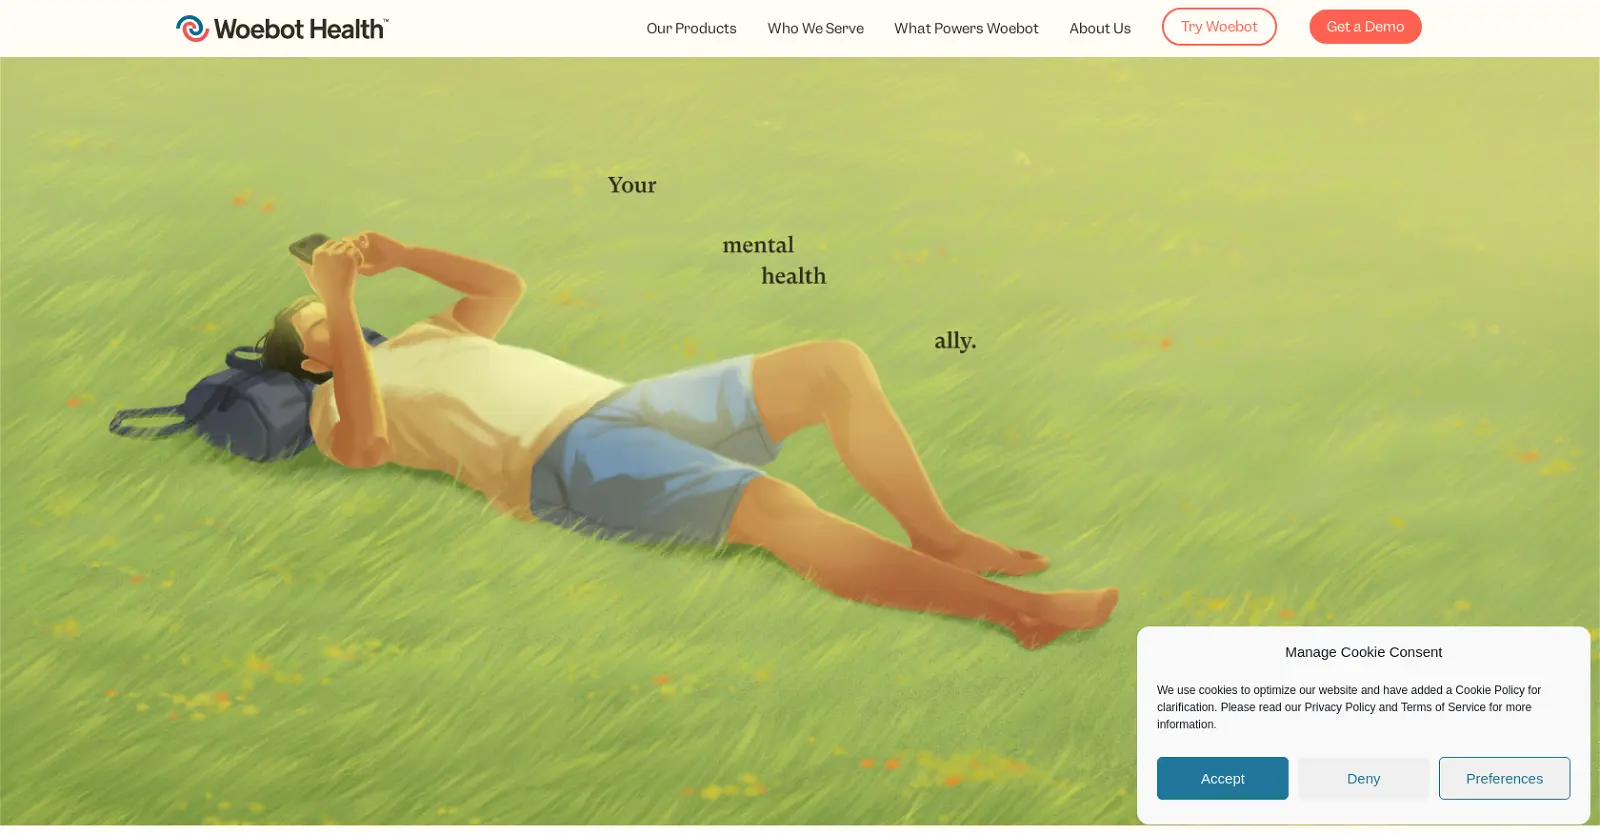 Woebot Health™
Our Products
Who We Serve
What Powers Woebot
About Us
Try Woebot
Get a Demo
Your
mental
health
ally.
Manage Cookie Consent
We use cookies to optimize our website and have added a Cookie Policy for
clarification. Please read our Privacy Policy and Terms of Service for more
information.
Accept
Deny
Preferences